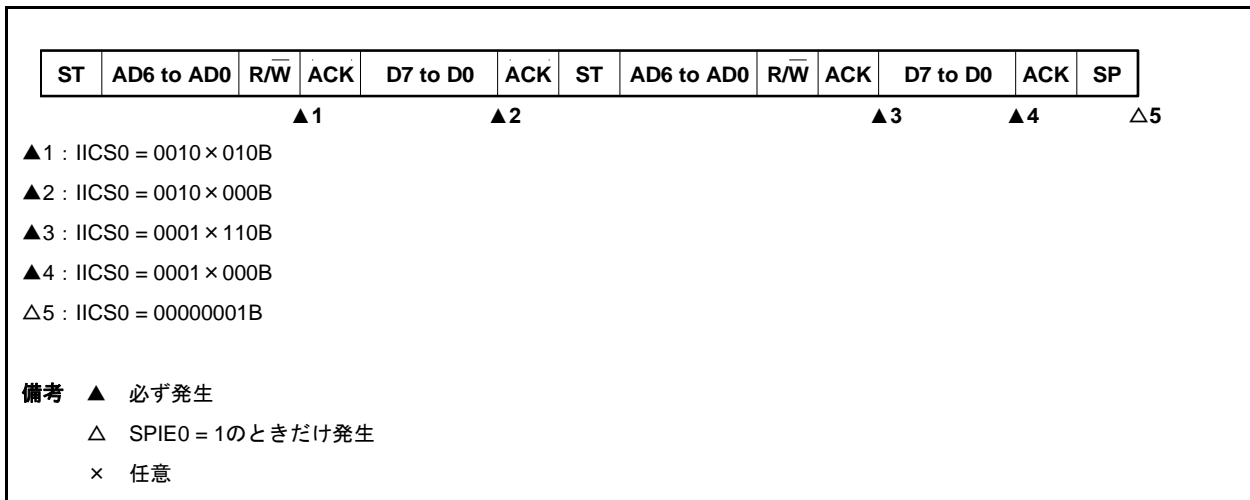 ST AD6 to AD0 R/W̅ ACK D7 to D0 ACK ST AD6 to AD0 R/W̅ ACK D7 to D0 ACK SP
▲1 ▲2 ▲3 ▲4 △5
▲1：IICS0 = 0010×010B
▲2：IICS0 = 0010×000B
▲3：IICS0 = 0001×110B
▲4：IICS0 = 0001×000B
△5：IICS0 = 00000001B
備考 ▲ 必ず発生
△ SPIE0 = 1のときだけ発生
× 任意